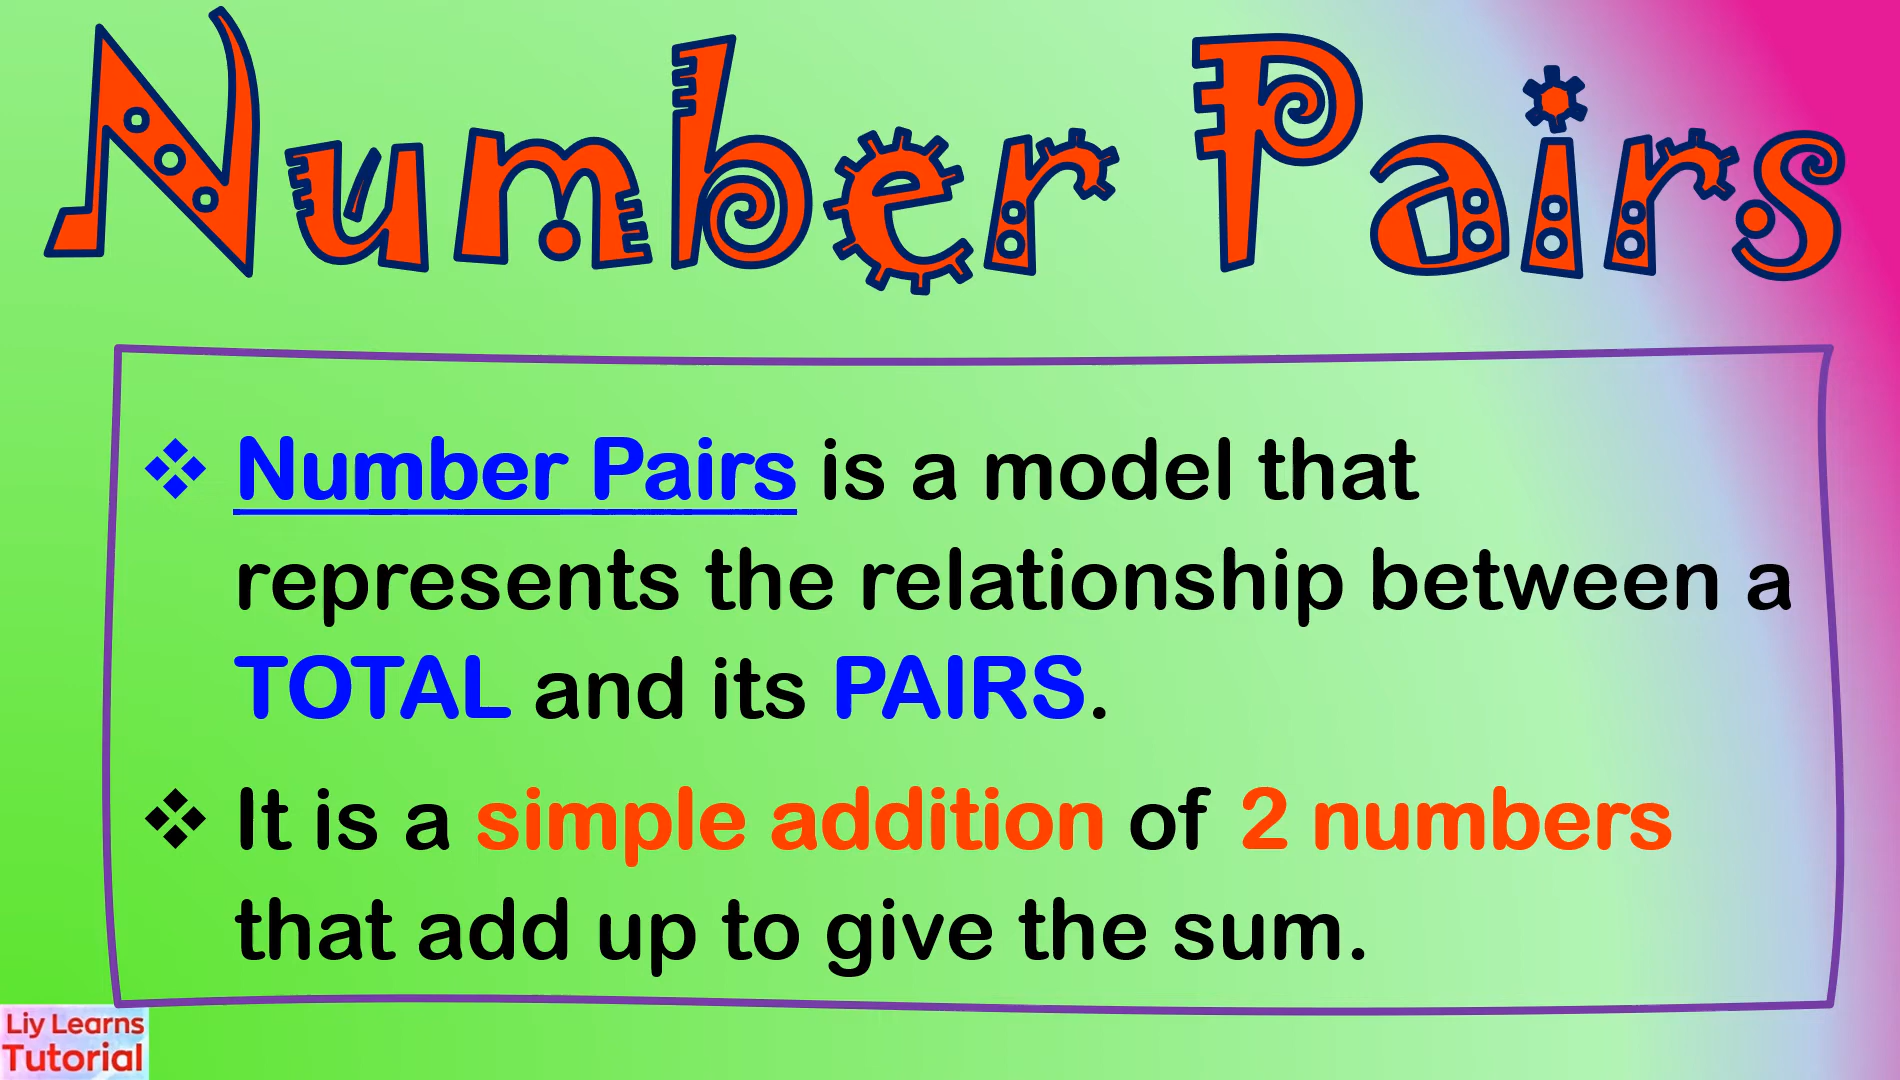 Number Pairs
❖ Number Pairs is a model that
represents the relationship between a
TOTAL and its PAIRS.
❖ It is a simple addition of 2 numbers
that add up to give the sum.
Liy Learns
Tutorial